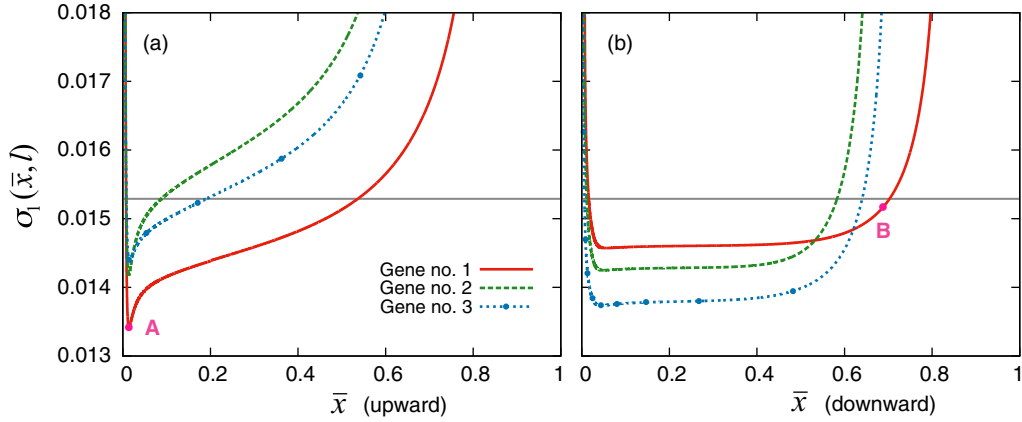 0.018
0.017
0.016
0.015
0.014
0.013
σ₁(x̄, l)
(a)
Gene no. 1
Gene no. 2
Gene no. 3
A
0 0.2 0.4 0.6 0.8 1
x̄ (upward)
(b)
B
0 0.2 0.4 0.6 0.8 1
x̄ (downward)